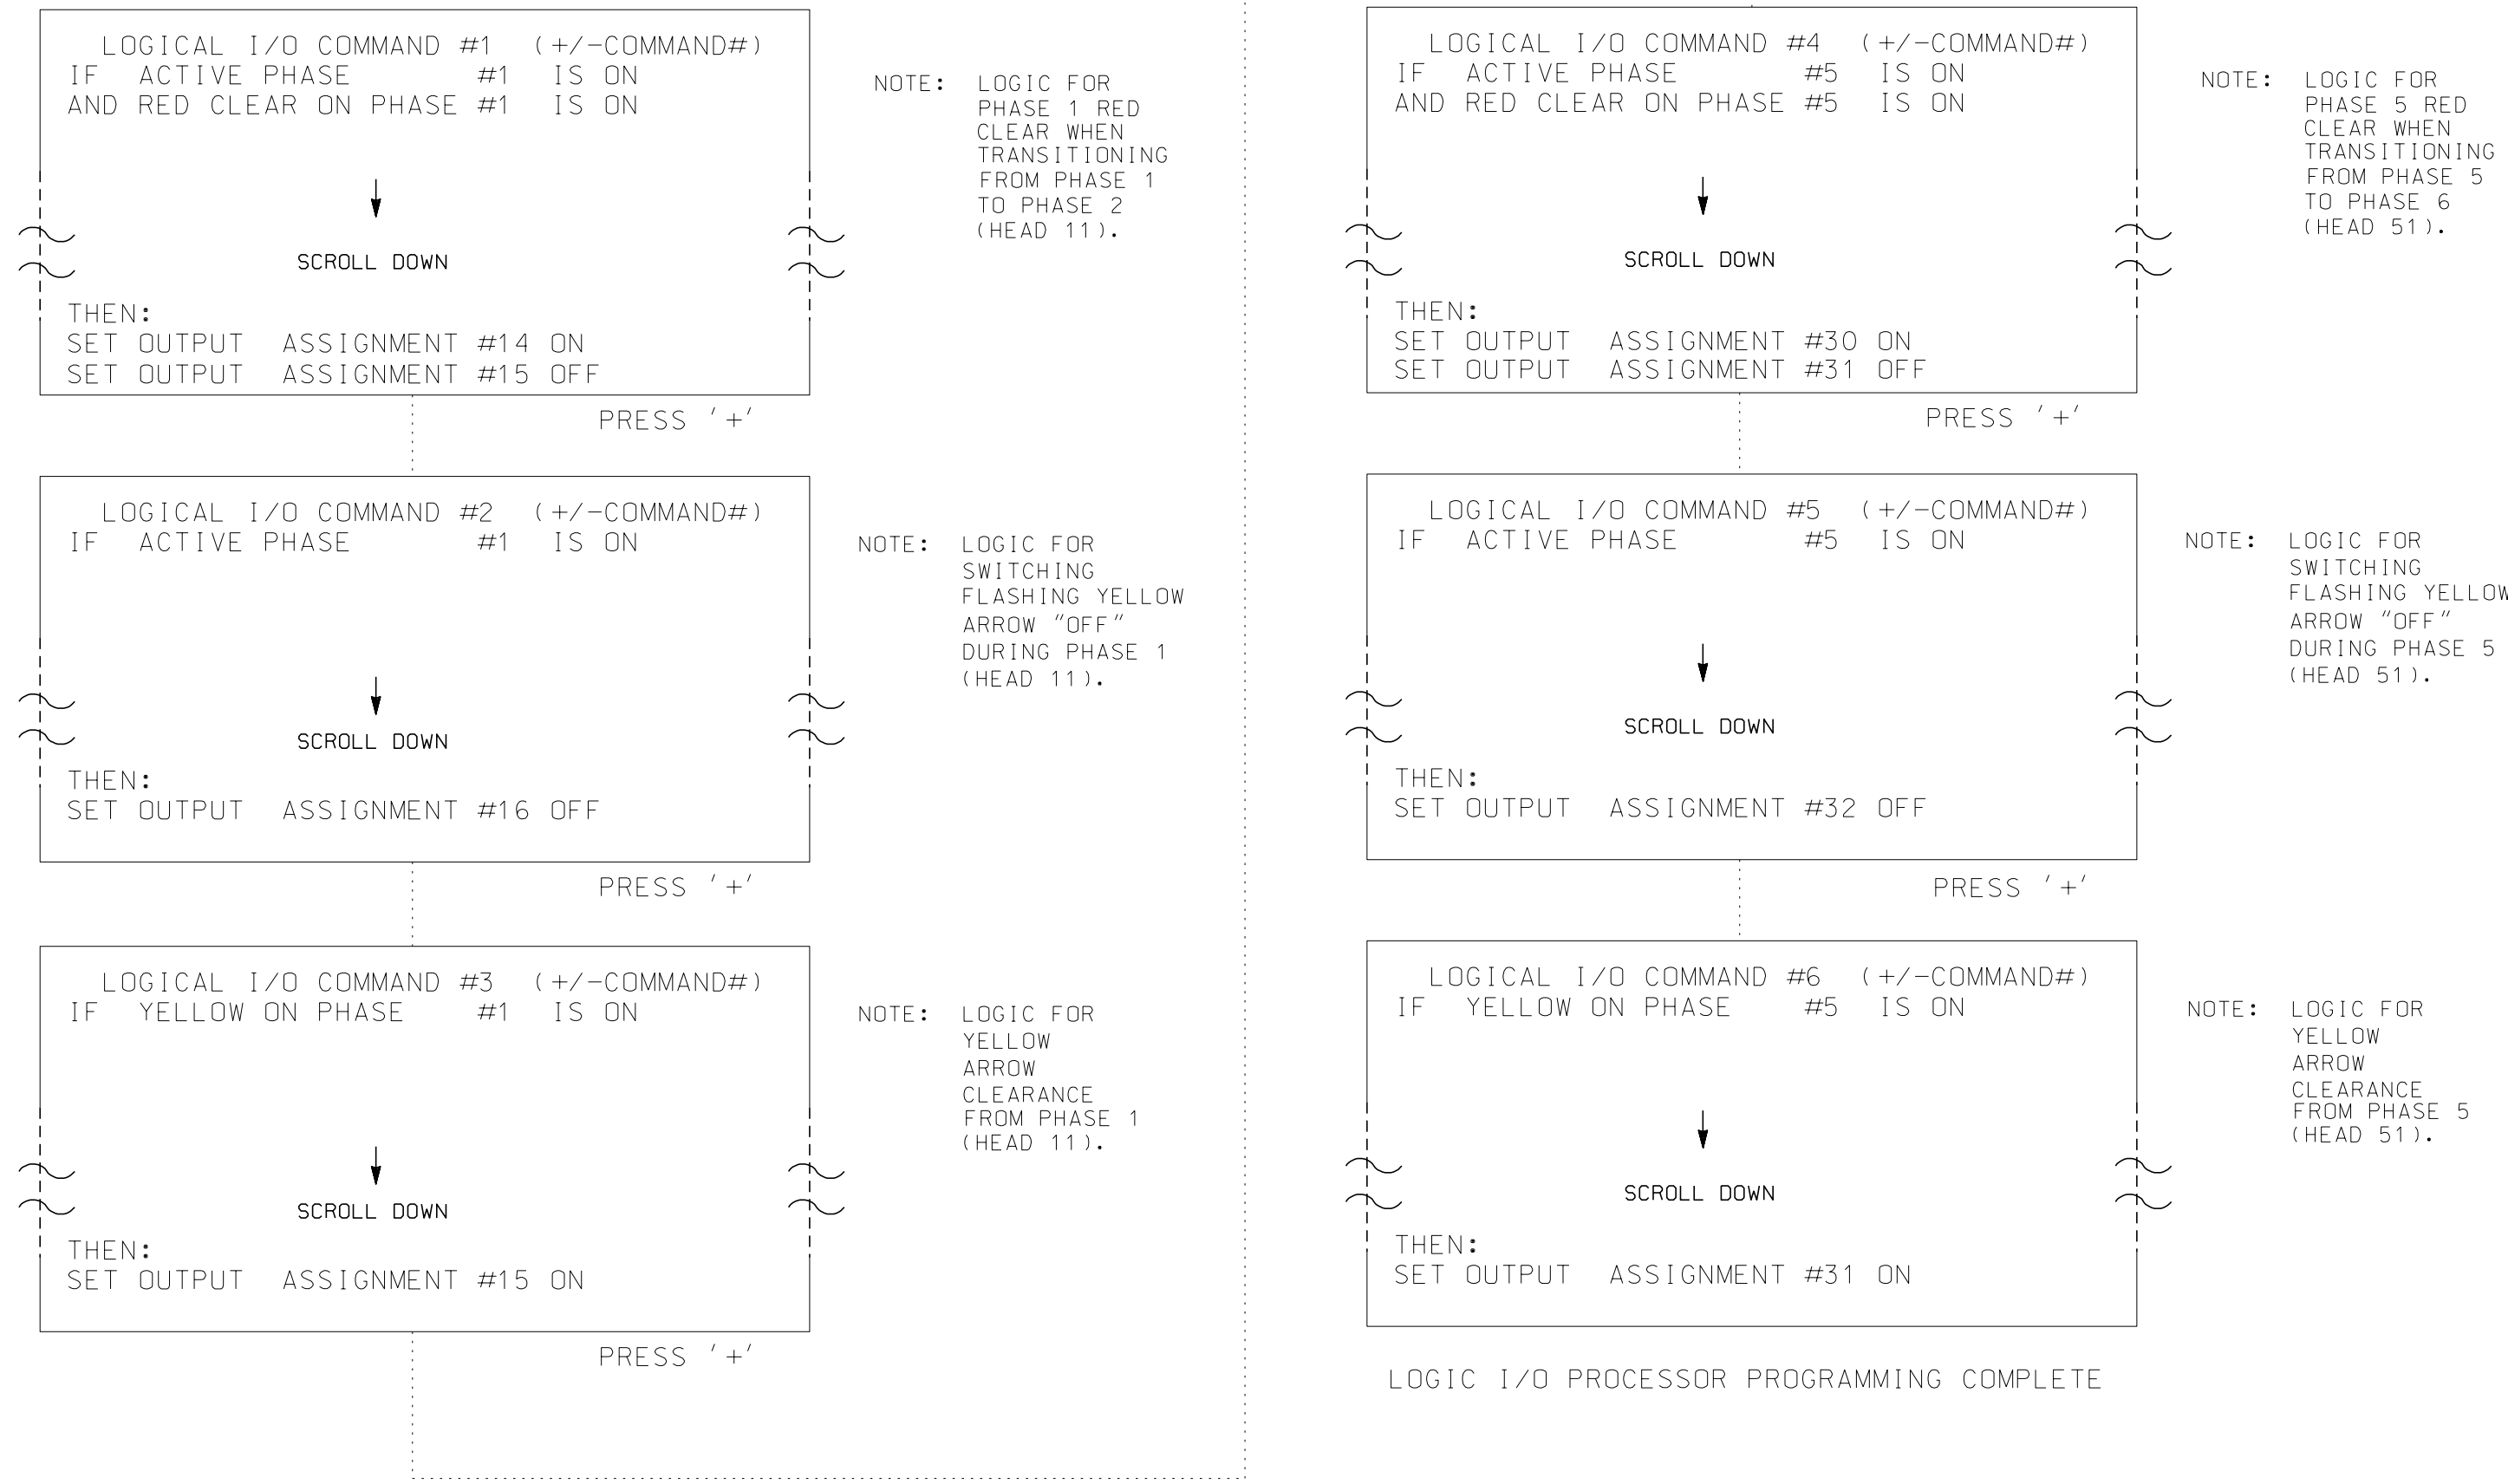 LOGICAL I/O COMMAND #1 (+/-COMMAND#)
IF ACTIVE PHASE #1 IS ON
AND RED CLEAR ON PHASE #1 IS ON
SCROLL DOWN
THEN:
SET OUTPUT ASSIGNMENT #14 ON
SET OUTPUT ASSIGNMENT #15 OFF
PRESS '+'
NOTE: LOGIC FOR
PHASE 1 RED
CLEAR WHEN
TRANSITIONING
FROM PHASE 1
TO PHASE 2
(HEAD 11).
LOGICAL I/O COMMAND #2 (+/-COMMAND#)
IF ACTIVE PHASE #1 IS ON
SCROLL DOWN
THEN:
SET OUTPUT ASSIGNMENT #16 OFF
PRESS '+'
NOTE: LOGIC FOR
SWITCHING
FLASHING YELLOW
ARROW "OFF"
DURING PHASE 1
(HEAD 11).
LOGICAL I/O COMMAND #3 (+/-COMMAND#)
IF YELLOW ON PHASE #1 IS ON
SCROLL DOWN
THEN:
SET OUTPUT ASSIGNMENT #15 ON
PRESS '+'
NOTE: LOGIC FOR
YELLOW
ARROW
CLEARANCE
FROM PHASE 1
(HEAD 11).
LOGICAL I/O COMMAND #4 (+/-COMMAND#)
IF ACTIVE PHASE #5 IS ON
AND RED CLEAR ON PHASE #5 IS ON
SCROLL DOWN
THEN:
SET OUTPUT ASSIGNMENT #30 ON
SET OUTPUT ASSIGNMENT #31 OFF
PRESS '+'
NOTE: LOGIC FOR
PHASE 5 RED
CLEAR WHEN
TRANSITIONING
FROM PHASE 5
TO PHASE 6
(HEAD 51).
LOGICAL I/O COMMAND #5 (+/-COMMAND#)
IF ACTIVE PHASE #5 IS ON
SCROLL DOWN
THEN:
SET OUTPUT ASSIGNMENT #32 OFF
PRESS '+'
NOTE: LOGIC FOR
SWITCHING
FLASHING YELLOW
ARROW "OFF"
DURING PHASE 5
(HEAD 51).
LOGICAL I/O COMMAND #6 (+/-COMMAND#)
IF YELLOW ON PHASE #5 IS ON
SCROLL DOWN
THEN:
SET OUTPUT ASSIGNMENT #31 ON
NOTE: LOGIC FOR
YELLOW
ARROW
CLEARANCE
FROM PHASE 5
(HEAD 51).
LOGIC I/O PROCESSOR PROGRAMMING COMPLETE